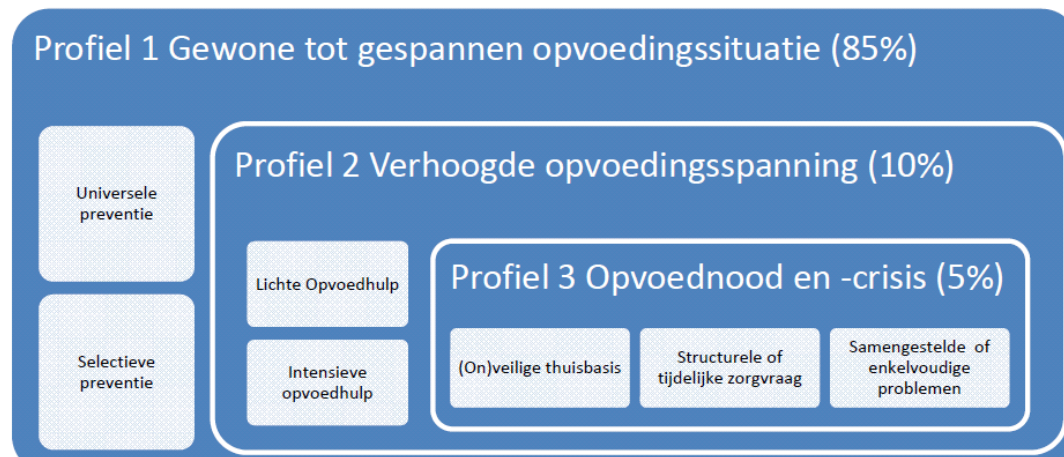 Profiel 1 Gewone tot gespannen opvoedingssituatie (85%)
Universele
preventie
Selectieve
preventie
Profiel 2 Verhoogde opvoedingsspanning (10%)
Lichte Opvoedhulp
Intensieve
opvoedhulp
Profiel 3 Opvoednood en -crisis (5%)
(On)veilige thuisbasis
Structurele of
tijdelijke zorgvraag
Samengestelde of
enkelvoudige
problemen